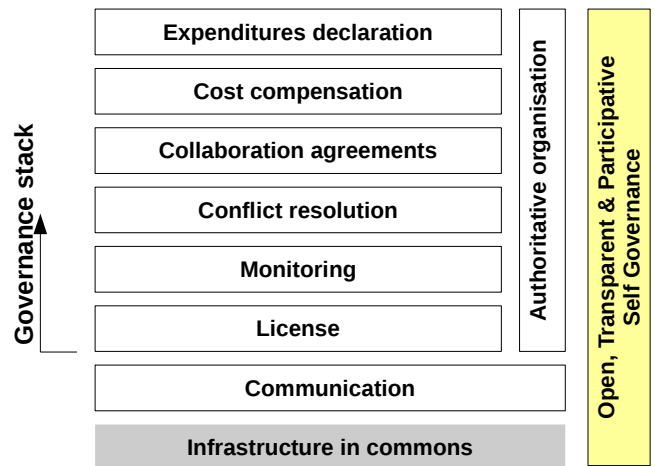 Expenditures declaration
Cost compensation
Collaboration agreements
Conflict resolution
Monitoring
License
Communication
Infrastructure in commons
Governance stack
Authoritative organisation
Open, Transparent & Participative
Self Governance